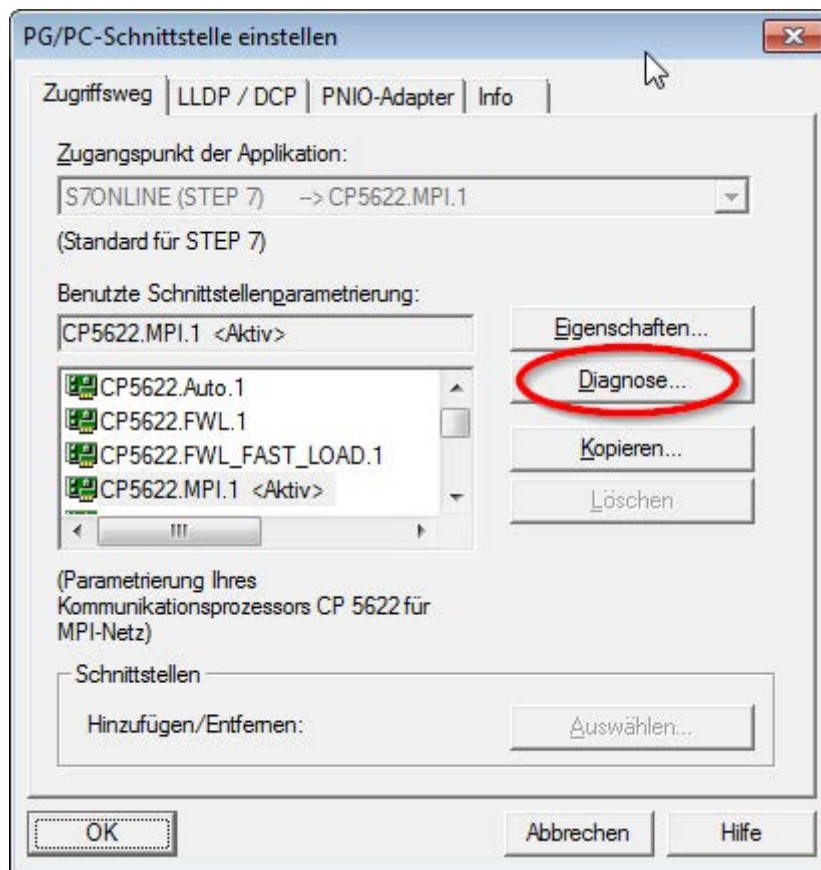 PG/PC-Schnittstelle einstellen
Zugriffsweg LLDP / DCP PNIO-Adapter Info
Zugangspunkt der Applikation:
S7ONLINE (STEP 7) --> CP5622.MPI.1
(Standard für STEP 7)
Benutzte Schnittstellenparametrierung:
CP5622.MPI.1 <Aktiv>
Eigenschaften...
CP5622.Auto.1
CP5622.FWL.1
CP5622.FWL_FAST_LOAD.1
CP5622.MPI.1 <Aktiv>
Diagnose...
Kopieren...
Löschen
(Parametrierung Ihres
Kommunikationsprozessors CP 5622 für
MPI-Netz)
Schnittstellen
Hinzufügen/Entfernen:
Auswählen...
OK
Abbrechen
Hilfe